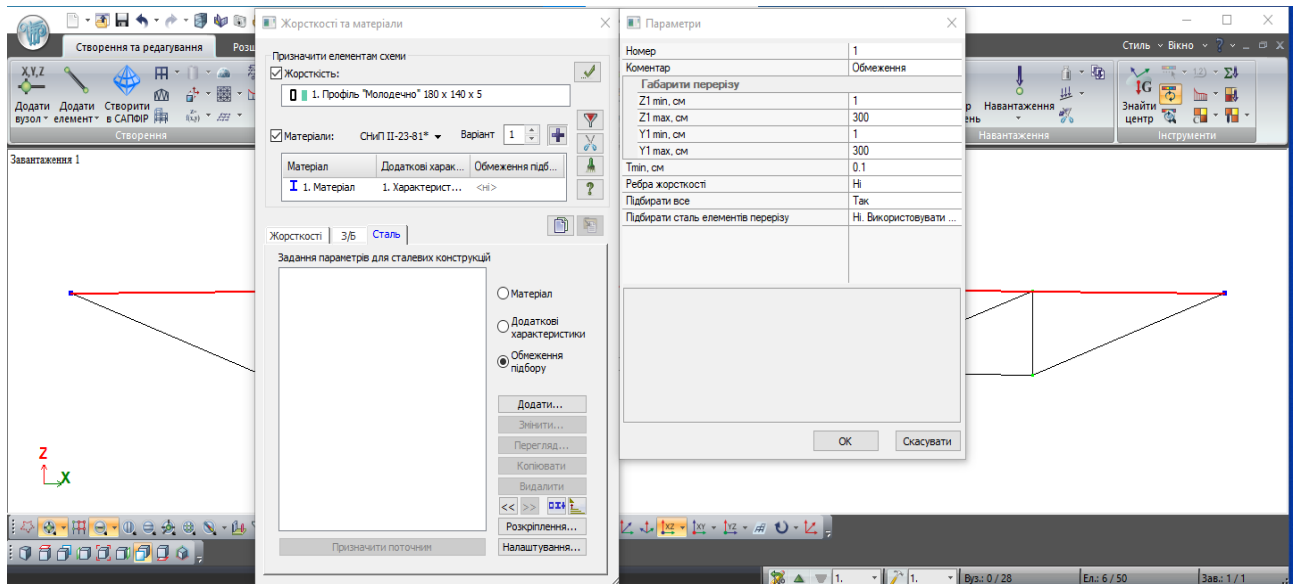 Створення та редагування
Стиль
Вікно
X,Y,Z
Додати вузол
Додати елемент
Створити в САПФІР
Створення
Навантаження
Навантаження
1G
Знайти центр
Інструменти
Завантаження 1
Z
X
Жорсткості та матеріали
Призначити елементам схеми
Жорсткість:
1. Профіль "Молодечно" 180 x 140 x 5
Матеріали:
СНиП II-23-81*
Варіант
1
Матеріал
Додаткові харак...
Обмеження підб...
1. Матеріал
1. Характерист...
<ні>
Жорсткості
З/Б
Сталь
Задання параметрів для сталевих конструкцій
Матеріал
Додаткові
характеристики
Обмеження
підбору
Додати...
Змінити...
Перегляд...
Копіювати
Видалити
<< >>
Розкріплення...
Призначити поточний
Налаштування...
Параметри
Номер 1
Коментар Обмеження
Габарити перерізу
Z1 min, см 1
Z1 max, см 300
Y1 min, см 1
Y1 max, см 300
Tmin, см 0.1
Ребра жорсткості Ні
Підбирати все Так
Підбирати сталь елементів перерізу Ні. Використовувати ...
OK
Скасувати
XZ
XY
YZ
1.
1.
Вуз.: 0 / 28
Ел.: 6 / 50
Зав.: 1 / 1